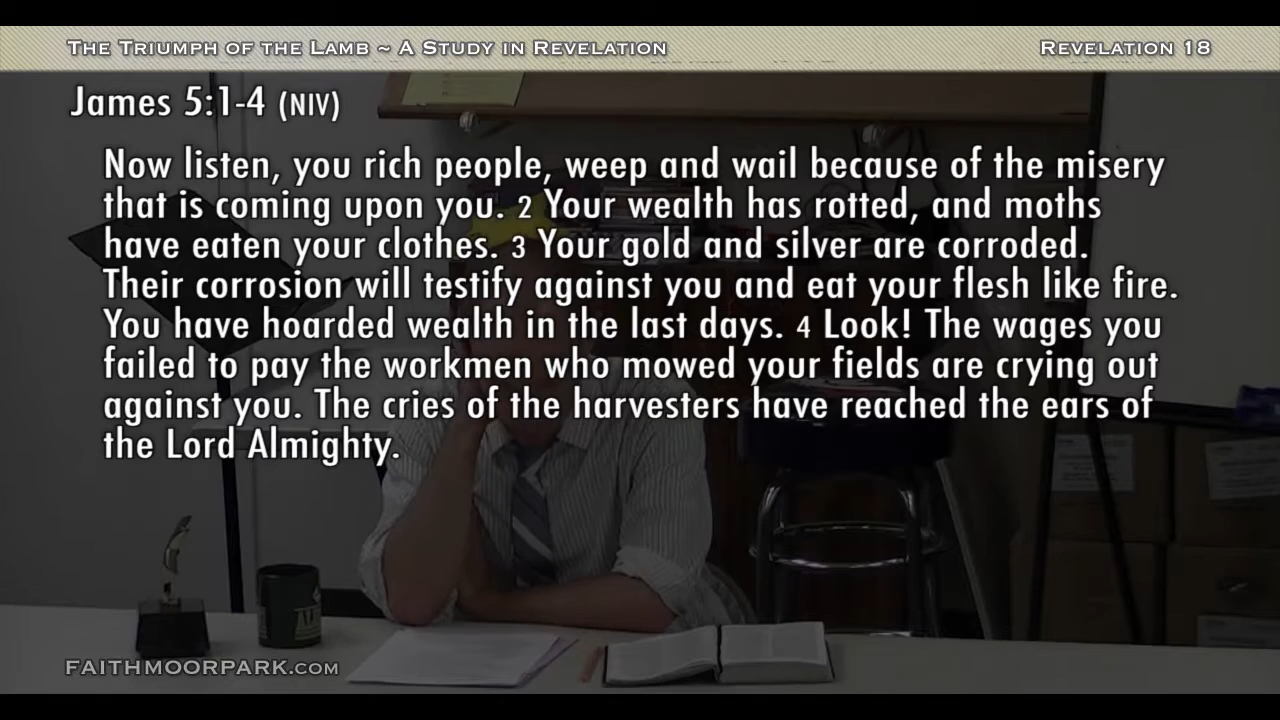 THE TRIUMPH OF THE LAMB ~ A STUDY IN REVELATION
REVELATION 18
James 5:1-4 (NIV)
Now listen, you rich people, weep and wail because of the misery
that is coming upon you. 2 Your wealth has rotted, and moths
have eaten your clothes. 3 Your gold and silver are corroded.
Their corrosion will testify against you and eat your flesh like fire.
You have hoarded wealth in the last days. 4 Look! The wages you
failed to pay the workmen who mowed your fields are crying out
against you. The cries of the harvesters have reached the ears of
the Lord Almighty.
FAITHMOORPARK.COM